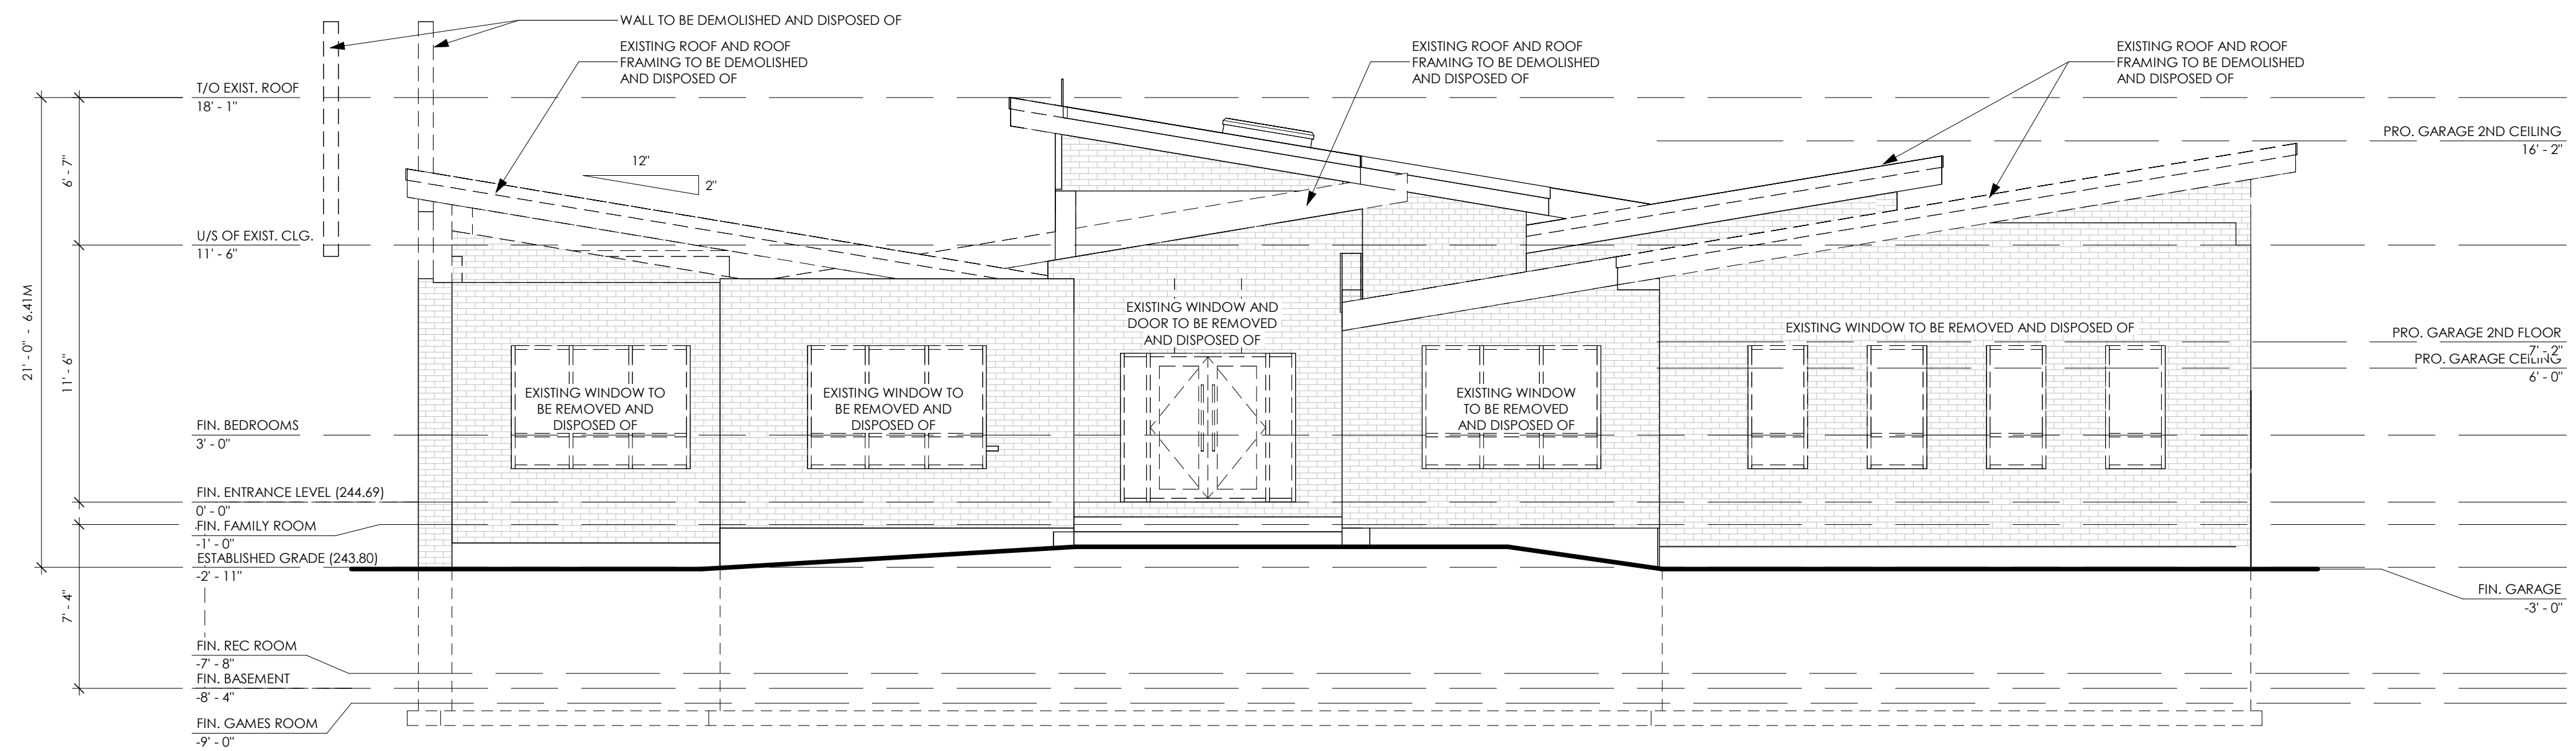 WALL TO BE DEMOLISHED AND DISPOSED OF
EXISTING ROOF AND ROOF
FRAMING TO BE DEMOLISHED
AND DISPOSED OF
EXISTING ROOF AND ROOF
FRAMING TO BE DEMOLISHED
AND DISPOSED OF
EXISTING ROOF AND ROOF
FRAMING TO BE DEMOLISHED
AND DISPOSED OF
T/O EXIST. ROOF
18' - 1"
PRO. GARAGE 2ND CEILING
16' - 2"
6' - 7"
12"
2"
U/S OF EXIST. CLG.
11' - 6"
21' - 0" - 6.41M
11' - 6"
EXISTING WINDOW AND
DOOR TO BE REMOVED
AND DISPOSED OF
EXISTING WINDOW TO BE REMOVED AND DISPOSED OF
PRO. GARAGE 2ND FLOOR
7' - 2"
PRO. GARAGE CEILING
6' - 0"
EXISTING WINDOW TO
BE REMOVED AND
DISPOSED OF
EXISTING WINDOW TO
BE REMOVED AND
DISPOSED OF
EXISTING WINDOW
TO BE REMOVED
AND DISPOSED OF
FIN. BEDROOMS
3' - 0"
FIN. ENTRANCE LEVEL (244.69)
0' - 0"
FIN. FAMILY ROOM
-1' - 0"
ESTABLISHED GRADE (243.80)
-2' - 11"
FIN. GARAGE
-3' - 0"
7' - 4"
FIN. REC ROOM
-7' - 8"
FIN. BASEMENT
-8' - 4"
FIN. GAMES ROOM
-9' - 0"